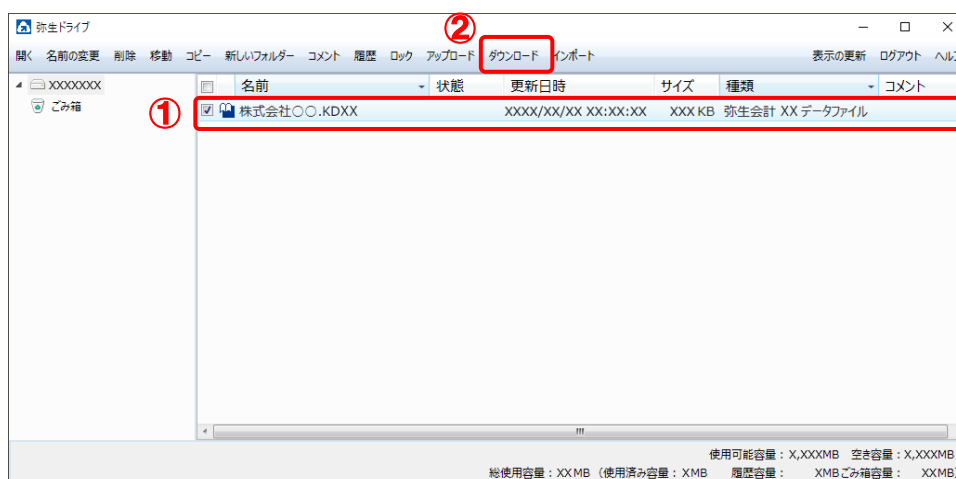 弥生ドライブ
②
開く 名前の変更 削除 移動 コピー 新しいフォルダー コメント 履歴 ロック アップロード ダウンロード インポート 表示の更新 ログアウト
XXXXXXX 名前 状態 更新日時 サイズ 種類 コメント
ごみ箱 ① 株式会社○○.KDXX XXXX/XX/XX XX:XX:XX XXX KB 弥生会計 XX データファイル
使用可能容量：X,XXXMB 空き容量：X,XXXMB
総使用容量：XXMB（使用済み容量：XMB 履歴容量： XMB ごみ箱容量： XXMB）